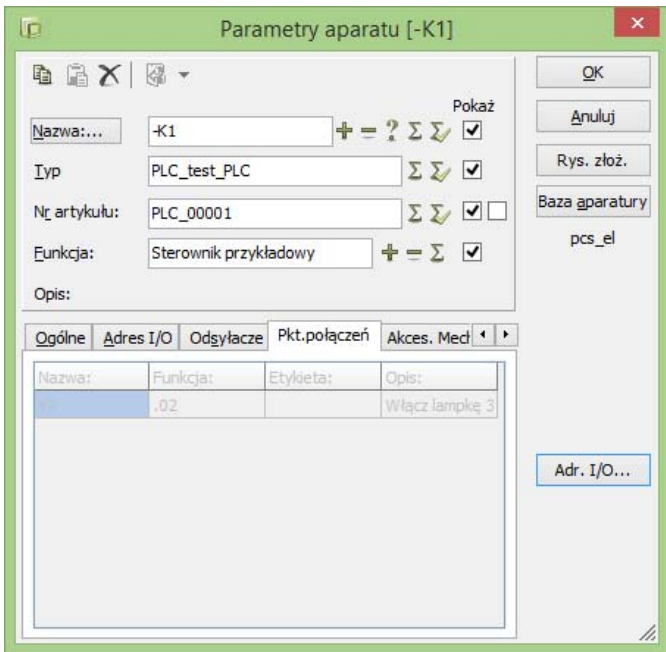 Parametry aparatu [-K1]
Pokaż
Nazwa:...
-K1
Typ
PLC_test_PLC
Nr artykułu:
PLC_00001
Funkcja:
Sterownik przykładowy
Opis:
OK
Anuluj
Rys. złoż.
Baza aparatury
pcs_el
Ogólne Adres I/O Odsyłacze Pkt.połączeń Akces. Mech
Nazwa: Funkcja: Etykieta: Opis:
.02 Włącz lampkę 3
Adr. I/O...